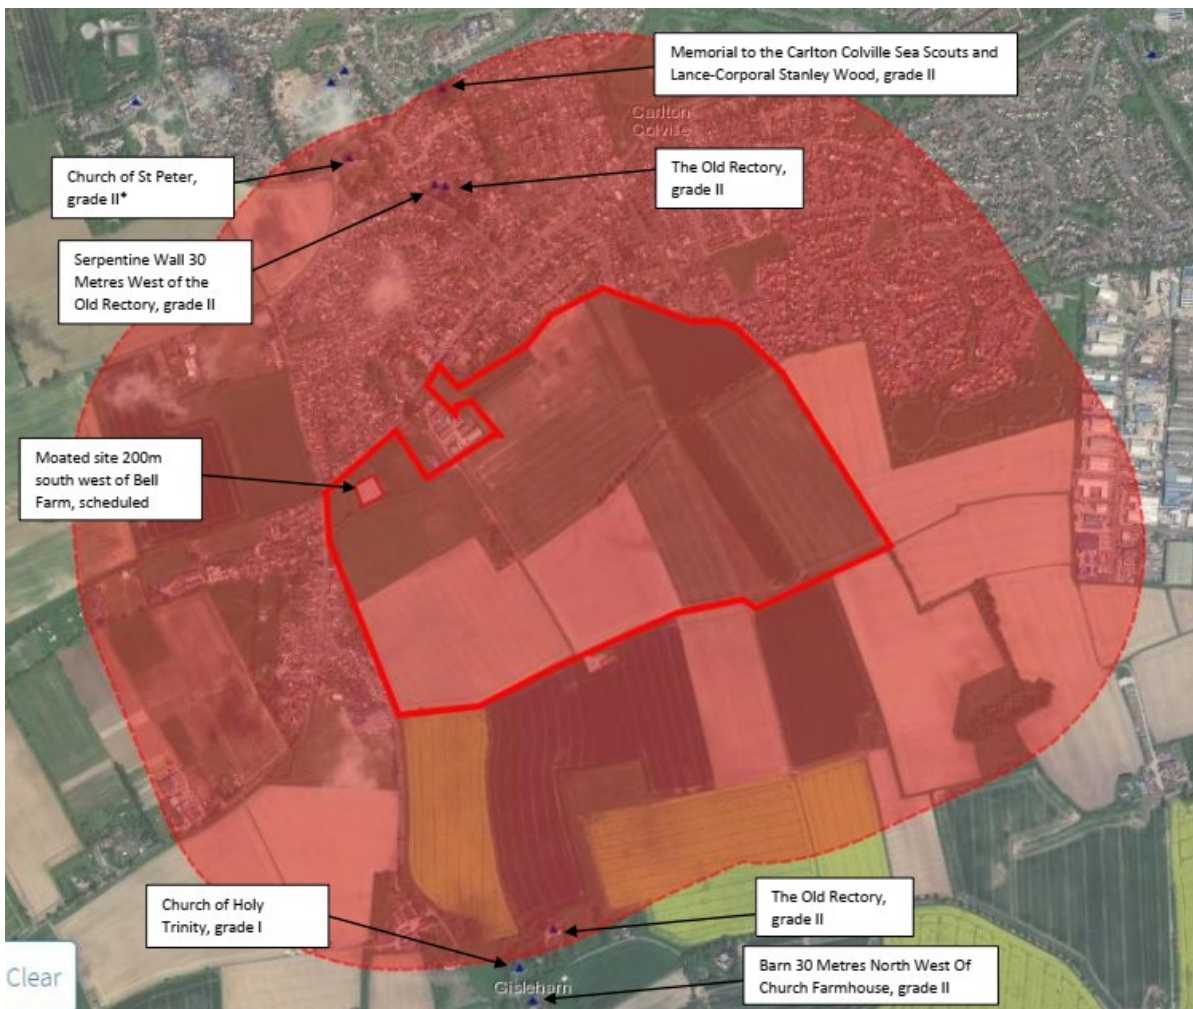 Memorial to the Carlton Colville Sea Scouts and
Lance-Corporal Stanley Wood, grade II
Carlton
Colville
Church of St Peter,
grade II*
The Old Rectory,
grade II
Serpentine Wall 30
Metres West of the
Old Rectory, grade II
Moated site 200m
south west of Bell
Farm, scheduled
Church of Holy
Trinity, grade I
The Old Rectory,
grade II
Gisleham
Barn 30 Metres North West Of
Church Farmhouse, grade II
Clear